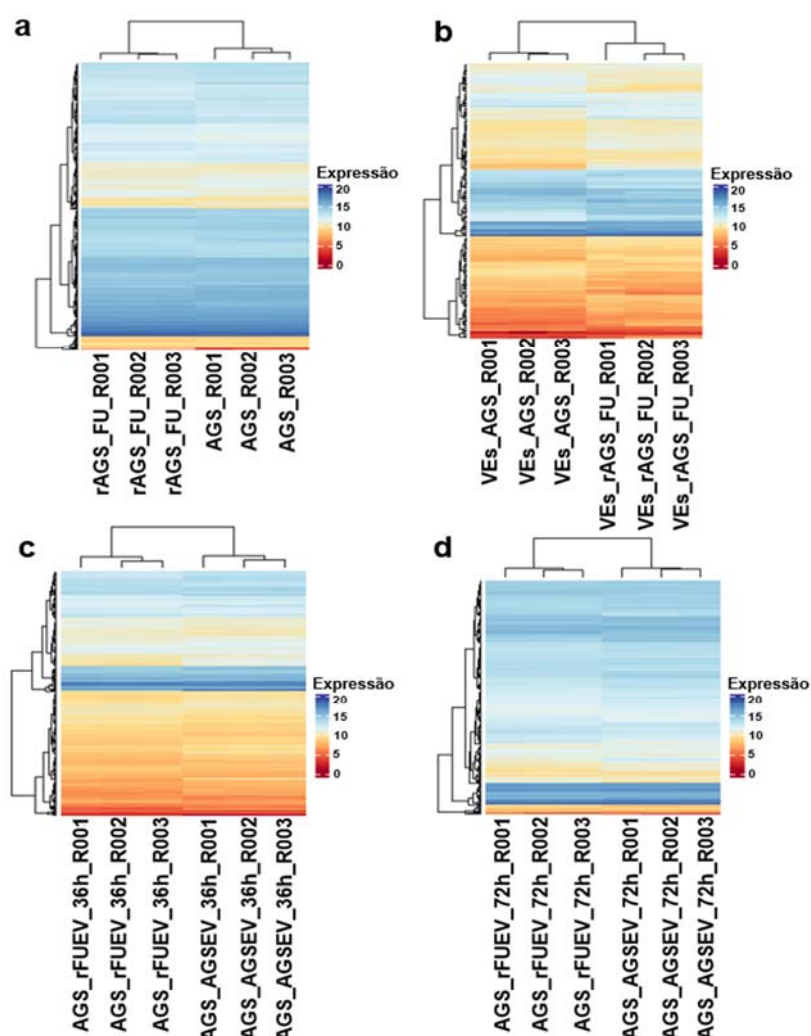 a
Expressão
20
15
10
5
0
rAGS_FU_R001
rAGS_FU_R002
rAGS_FU_R003
AGS_R001
AGS_R002
AGS_R003
b
Expressão
20
15
10
5
0
VEs_AGS_R001
VEs_AGS_R002
VEs_AGS_R003
VEs_rAGS_FU_R001
VEs_rAGS_FU_R002
VEs_rAGS_FU_R003
c
Expressão
20
15
10
5
0
AGS_rFUEV_36h_R001
AGS_rFUEV_36h_R002
AGS_rFUEV_36h_R003
AGS_AGSEV_36h_R001
AGS_AGSEV_36h_R002
AGS_AGSEV_36h_R003
d
Expressão
20
15
10
5
0
AGS_rFUEV_72h_R001
AGS_rFUEV_72h_R002
AGS_rFUEV_72h_R003
AGS_AGSEV_72h_R001
AGS_AGSEV_72h_R002
AGS_AGSEV_72h_R003